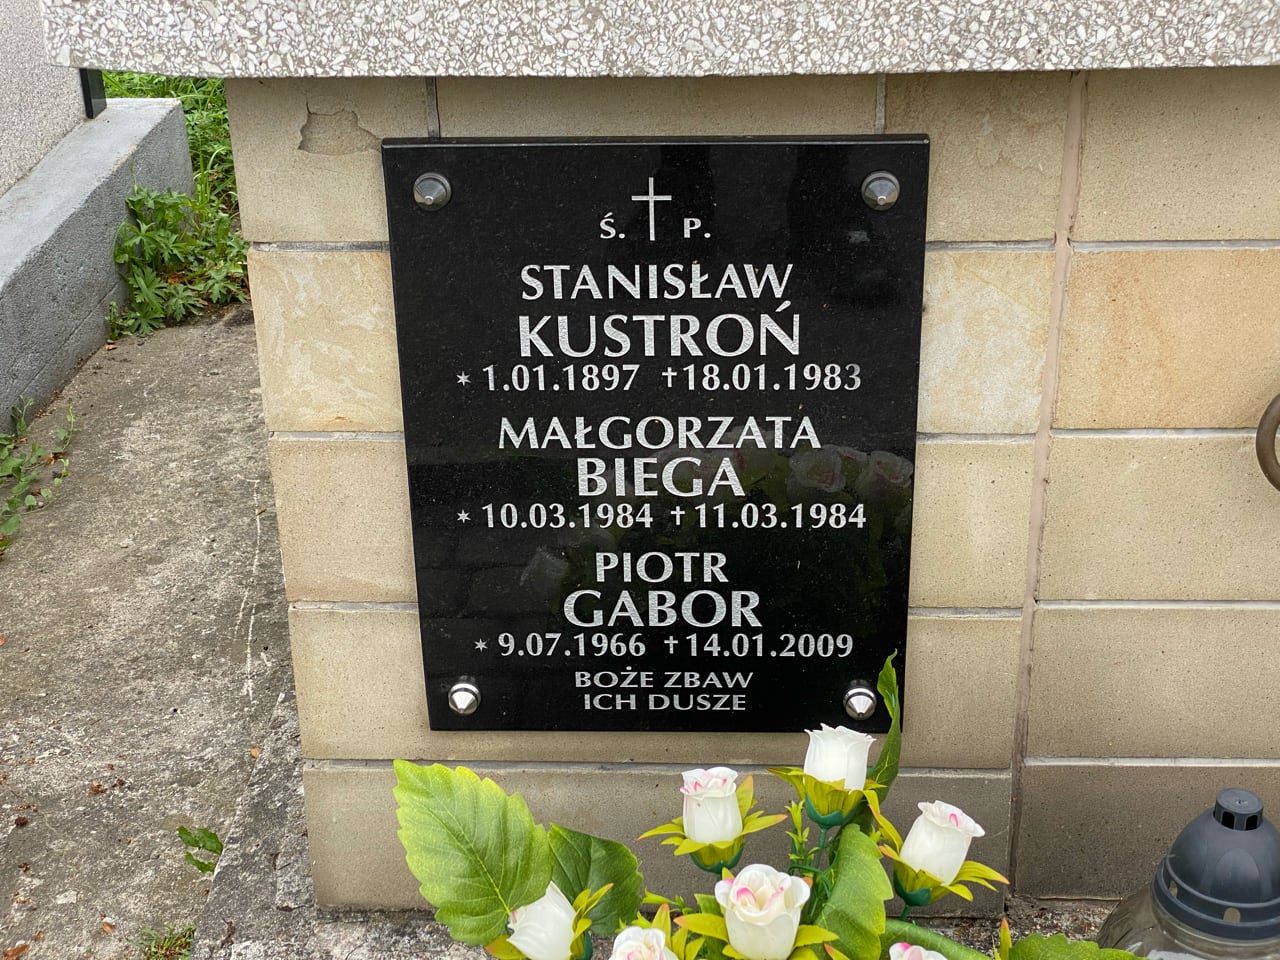 Ś. P.
STANISŁAW
KUSTROŃ
* 1.01.1897 †18.01.1983
MAŁGORZATA
BIEGA
* 10.03.1984 †11.03.1984
PIOTR
GABOR
* 9.07.1966 †14.01.2009
BOŻE ZBAW
ICH DUSZE